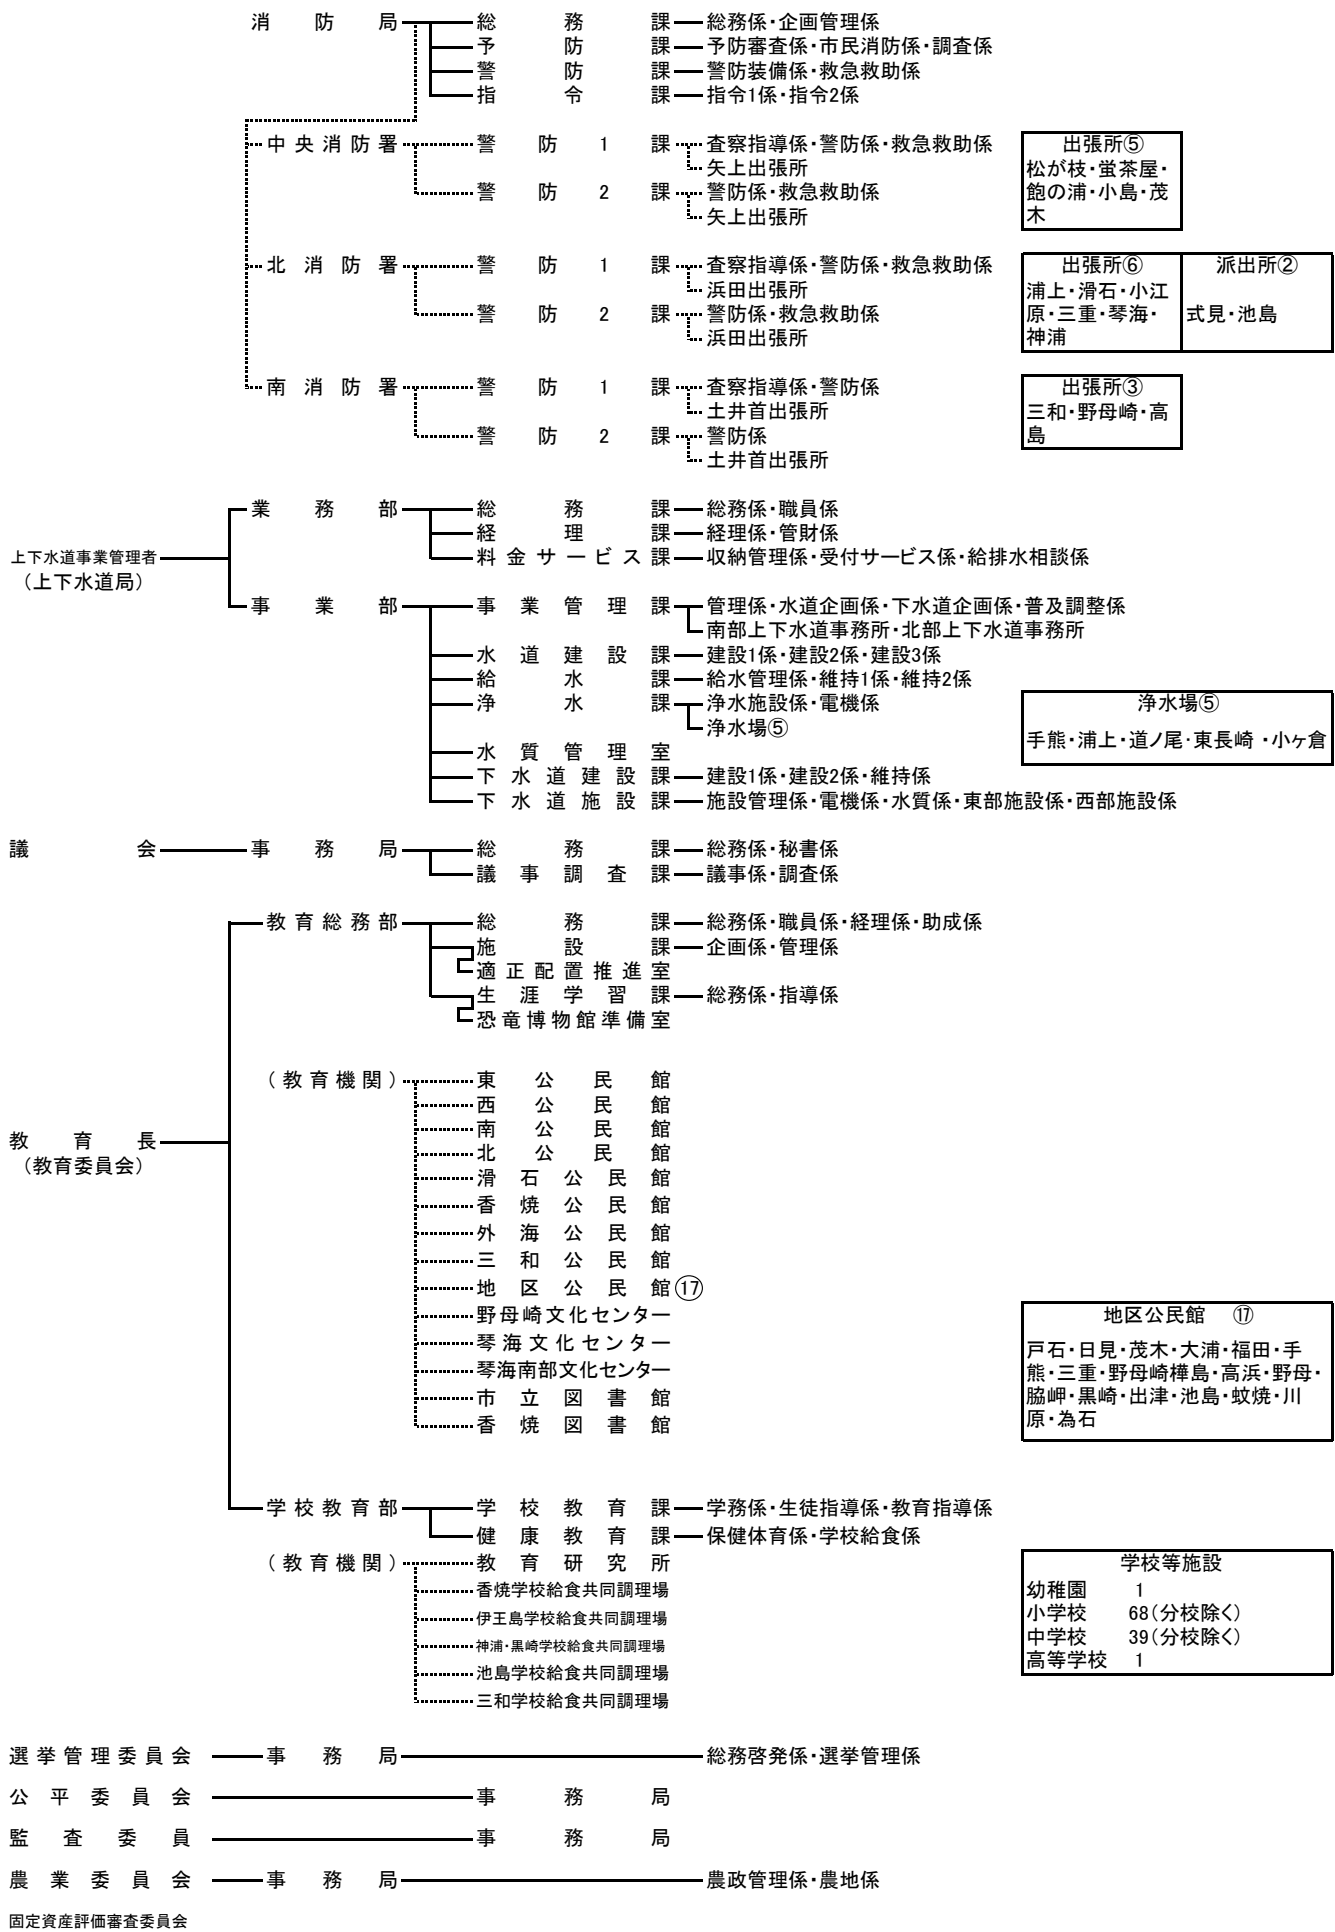 消防局 総務課 総務係・企画管理係
予防課 予防審査係・市民消防係・調査係
警防課 警防装備係・救急救助係
指令課 指令1係・指令2係
中央消防署 警防1課 査察指導係・警防係・救急救助係 出張所⑤
矢上出張所 松が枝・蛍茶屋・
警防2課 警防係・救急救助係 飽の浦・小島・茂
矢上出張所 木
北消防署 警防1課 査察指導係・警防係・救急救助係 出張所⑥ 派出所②
浜田出張所 浦上・滑石・小江
警防2課 警防係・救急救助係 原・三重・琴海・ 式見・池島
浜田出張所 神浦
南消防署 警防1課 査察指導係・警防係 出張所③
土井首出張所 三和・野母崎・高
警防2課 警防係 島
土井首出張所
業務部 総務課 総務係・職員係
経理課 経理係・管財係
上下水道事業管理者 料金サービス課 収納管理係・受付サービス係・給排水相談係
(上下水道局)
事業部 事業管理課 管理係・水道企画係・下水道企画係・普及調整係
南部上下水道事務所・北部上下水道事務所
水道建設課 建設1係・建設2係・建設3係
給水課 給水管理係・維持1係・維持2係
浄水課 浄水施設係・電機係 浄水場⑤
浄水場⑤ 手熊・浦上・道ノ尾・東長崎・小ヶ倉
水質管理室
下水道建設課 建設1係・建設2係・維持係
下水道施設課 施設管理係・電機係・水質係・東部施設係・西部施設係
議会 事務局 総務課 総務係・秘書係
議事調査課 議事係・調査係
教育総務部 総務課 総務係・職員係・経理係・助成係
施設課 企画係・管理係
適正配置推進室
生涯学習課 総務係・指導係
恐竜博物館準備室
(教育機関) 東公民館
西公民館
南公民館
教育長 北公民館
(教育委員会)
滑石公民館
香焼公民館
外海公民館
三和公民館
地区公民館⑰
野母崎文化センター 地区公民館 ⑰
琴海文化センター 戸石・日見・茂木・大浦・福田・手
琴海南部文化センター 熊・三重・野母崎樺島・高浜・野母・
市立図書館 脇岬・黒崎・出津・池島・蚊焼・川
香焼図書館 原・為石
学校教育部 学校教育課 学務係・生徒指導係・教育指導係
健康教育課 保健体育係・学校給食係
(教育機関) 教育研究所 学校等施設
香焼学校給食共同調理場 幼稚園 1
伊王島学校給食共同調理場 小学校 68(分校除く)
神浦・黒崎学校給食共同調理場 中学校 39(分校除く)
池島学校給食共同調理場 高等学校 1
三和学校給食共同調理場
選挙管理委員会 事務局 総務啓発係・選挙管理係
公平委員会 事務局
監査委員 事務局
農業委員会 事務局 農政管理係・農地係
固定資産評価審査委員会